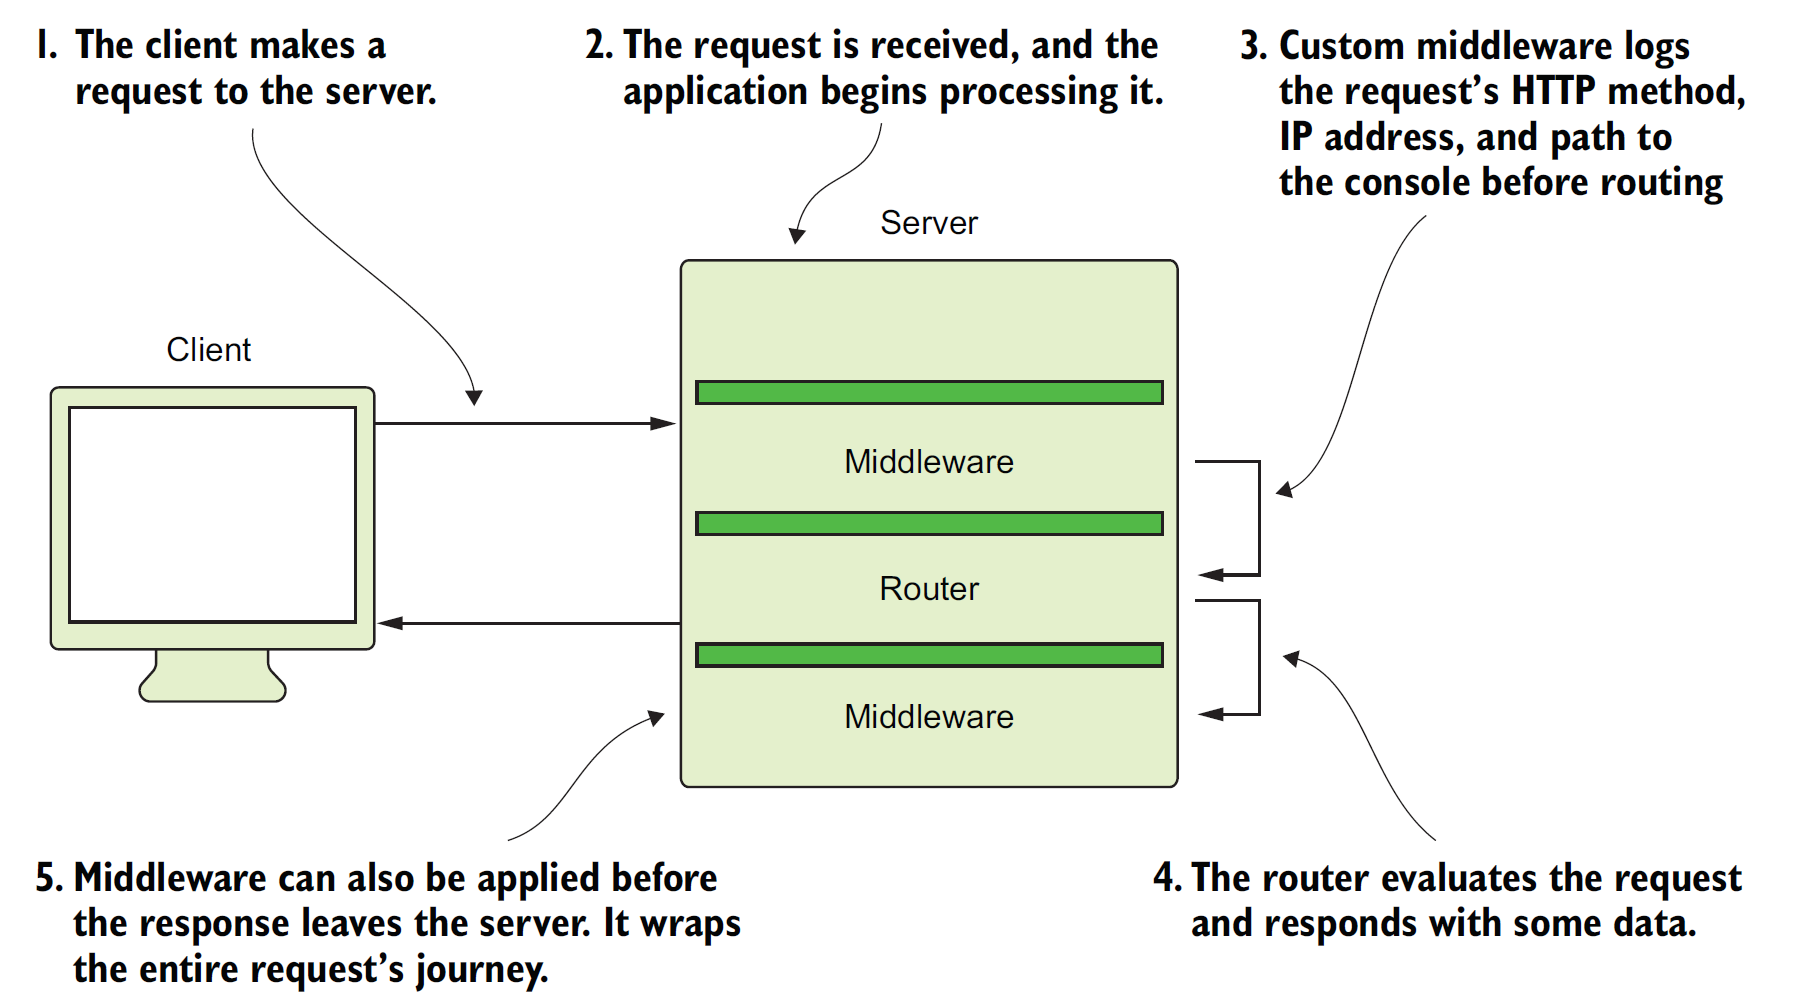 1. The client makes a
request to the server.
2. The request is received, and the
application begins processing it.
3. Custom middleware logs
the request's HTTP method,
IP address, and path to
the console before routing
Server
Client
Middleware
Router
Middleware
5. Middleware can also be applied before
the response leaves the server. It wraps
the entire request's journey.
4. The router evaluates the request
and responds with some data.